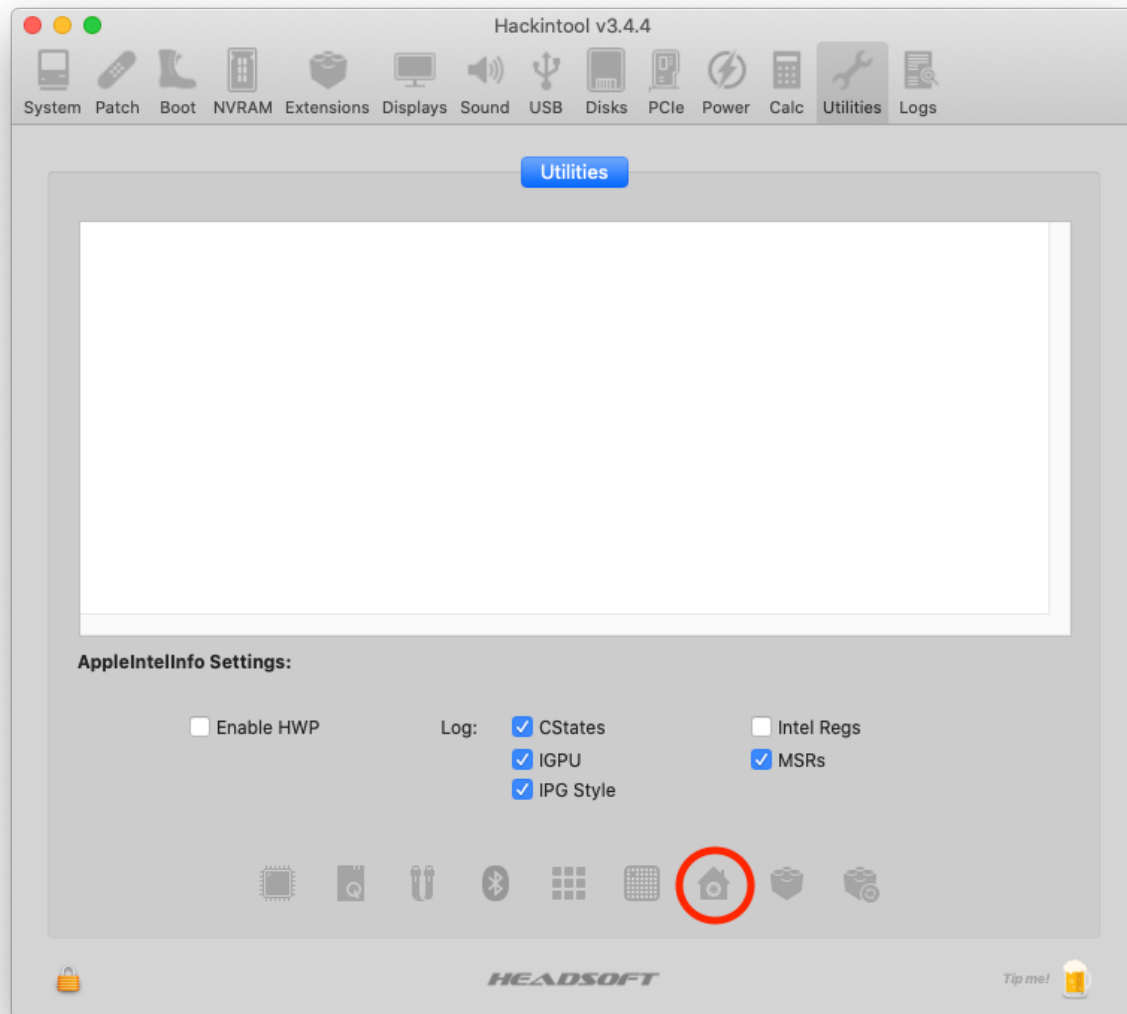 Hackintool v3.4.4
System Patch Boot NVRAM Extensions Displays Sound USB Disks PCIe Power Calc Utilities Logs
Utilities
AppleIntelInfo Settings:
Enable HWP Log: CStates Intel Regs
IGPU MSRs
IPG Style
HEADSOFT Tip me!